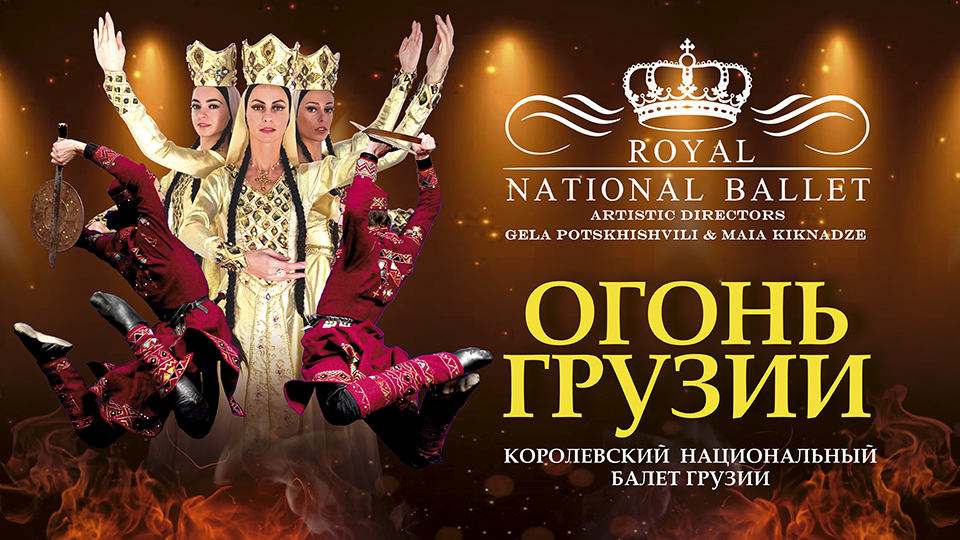 ROYAL
NATIONAL BALLET
ARTISTIC DIRECTORS
GELA POTSKHISHVILI & MAIA KIKNADZE
ОГОНЬ
ГРУЗИИ
КОРОЛЕВСКИЙ НАЦИОНАЛЬНЫЙ
БАЛЕТ ГРУЗИИ